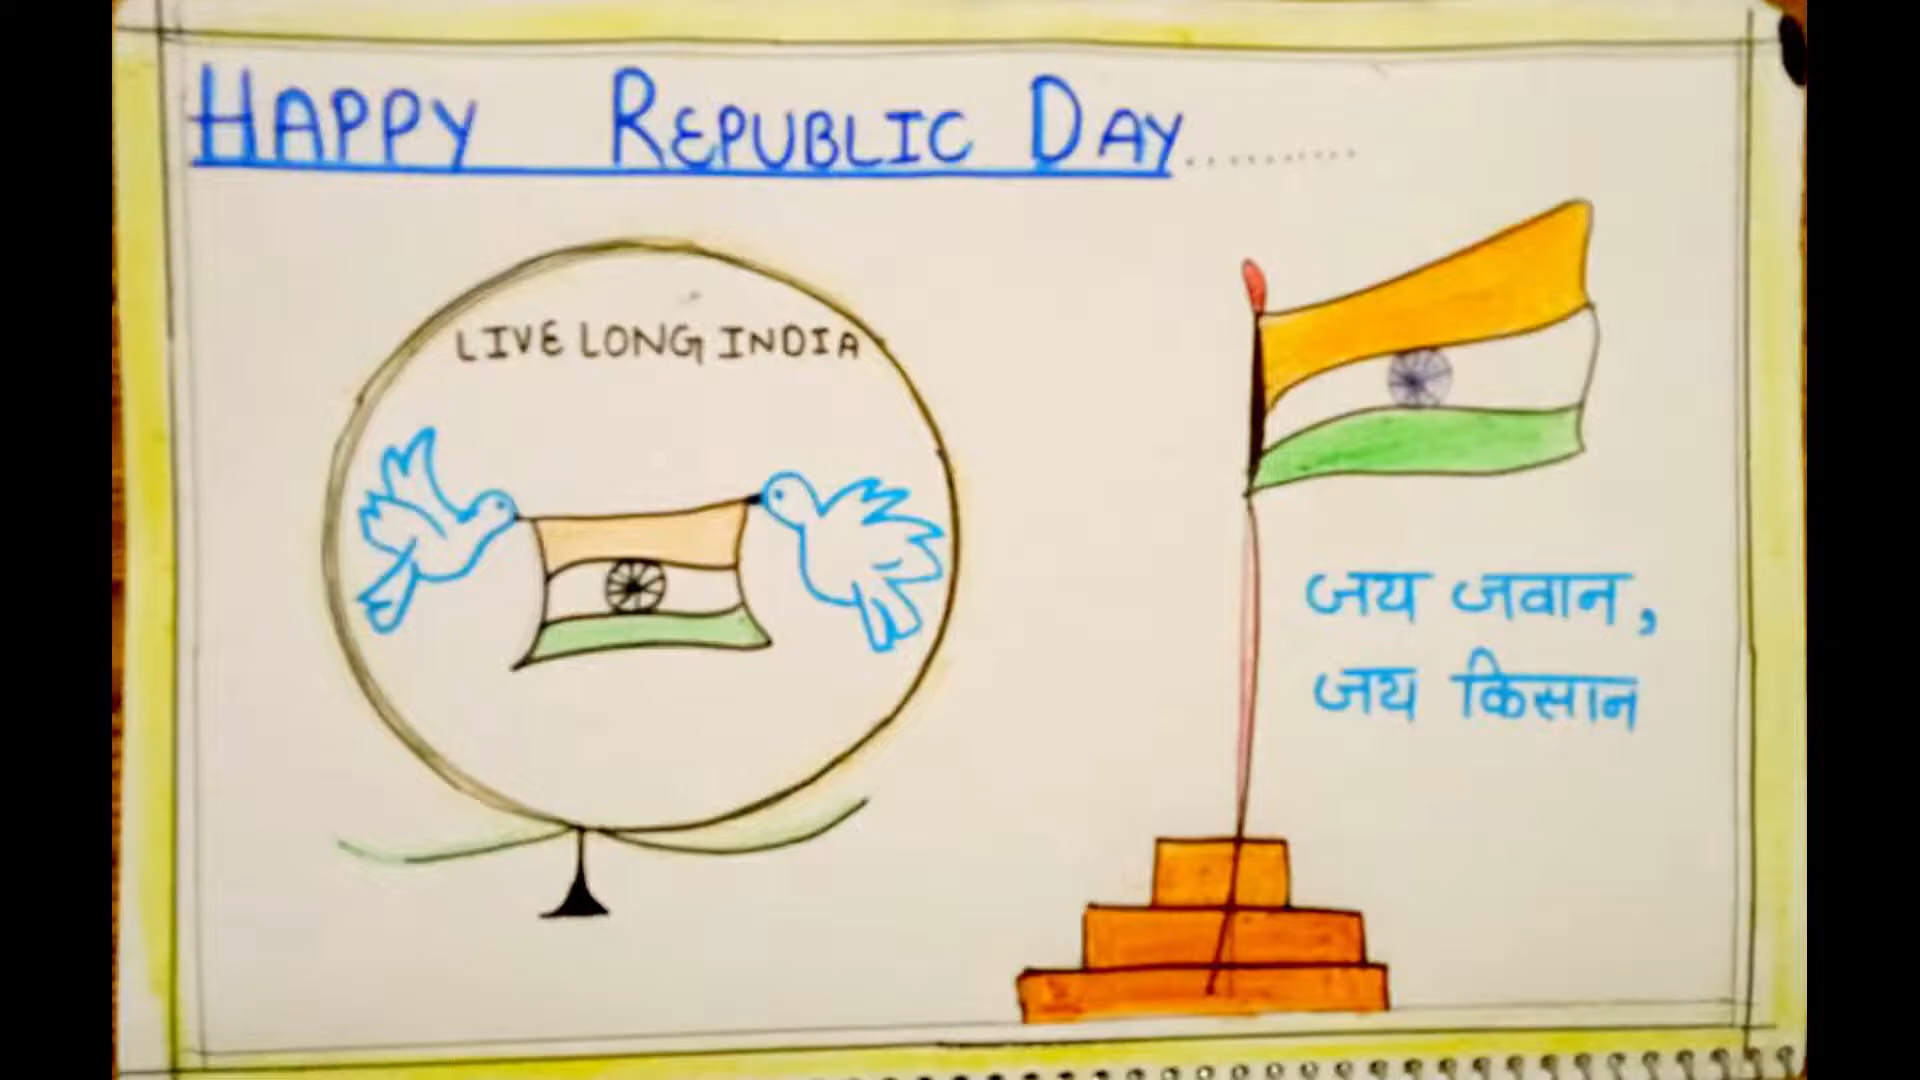 HAPPY REPUBLIC DAY..........
LIVE LONG INDIA
जय जवान,
जय किसान